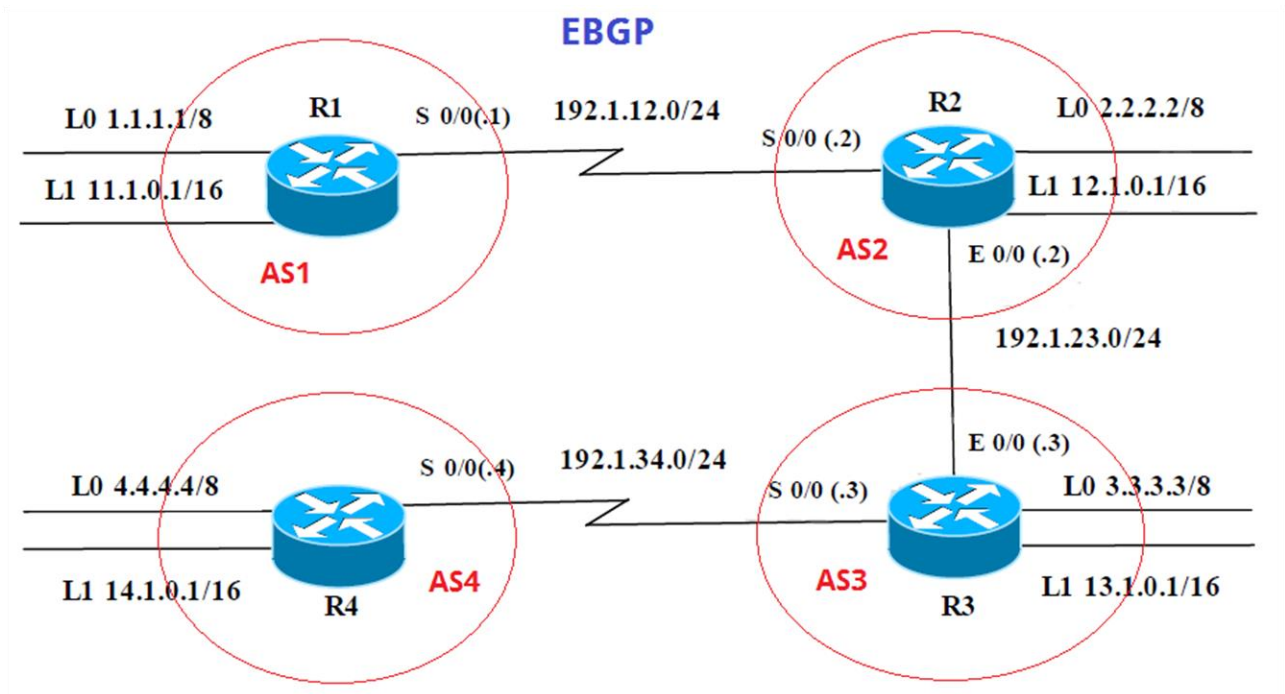 EBGP
L0 1.1.1.1/8
R1
S 0/0(.1)
192.1.12.0/24
S 0/0 (.2)
R2
L0 2.2.2.2/8
L1 11.1.0.1/16
L1 12.1.0.1/16
AS1
AS2
E 0/0 (.2)
192.1.23.0/24
E 0/0 (.3)
L0 4.4.4.4/8
S 0/0(.4)
192.1.34.0/24
S 0/0 (.3)
L0 3.3.3.3/8
L1 14.1.0.1/16
R4
AS4
AS3
R3
L1 13.1.0.1/16